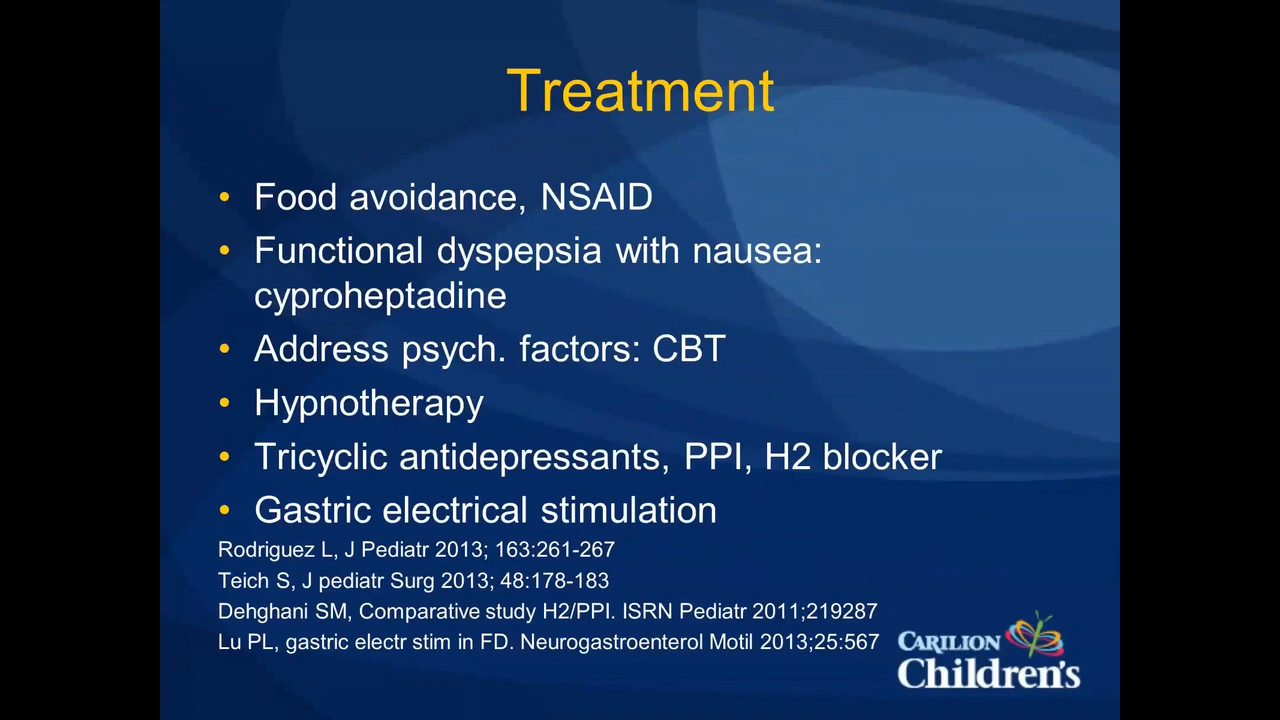 Treatment
• Food avoidance, NSAID
• Functional dyspepsia with nausea:
cyproheptadine
• Address psych. factors: CBT
• Hypnotherapy
• Tricyclic antidepressants, PPI, H2 blocker
• Gastric electrical stimulation
Rodriguez L, J Pediatr 2013; 163:261-267
Teich S, J pediatr Surg 2013; 48:178-183
Dehghani SM, Comparative study H2/PPI. ISRN Pediatr 2011;219287
Lu PL, gastric electr stim in FD. Neurogastroenterol Motil 2013;25:567
CARILION
Children's